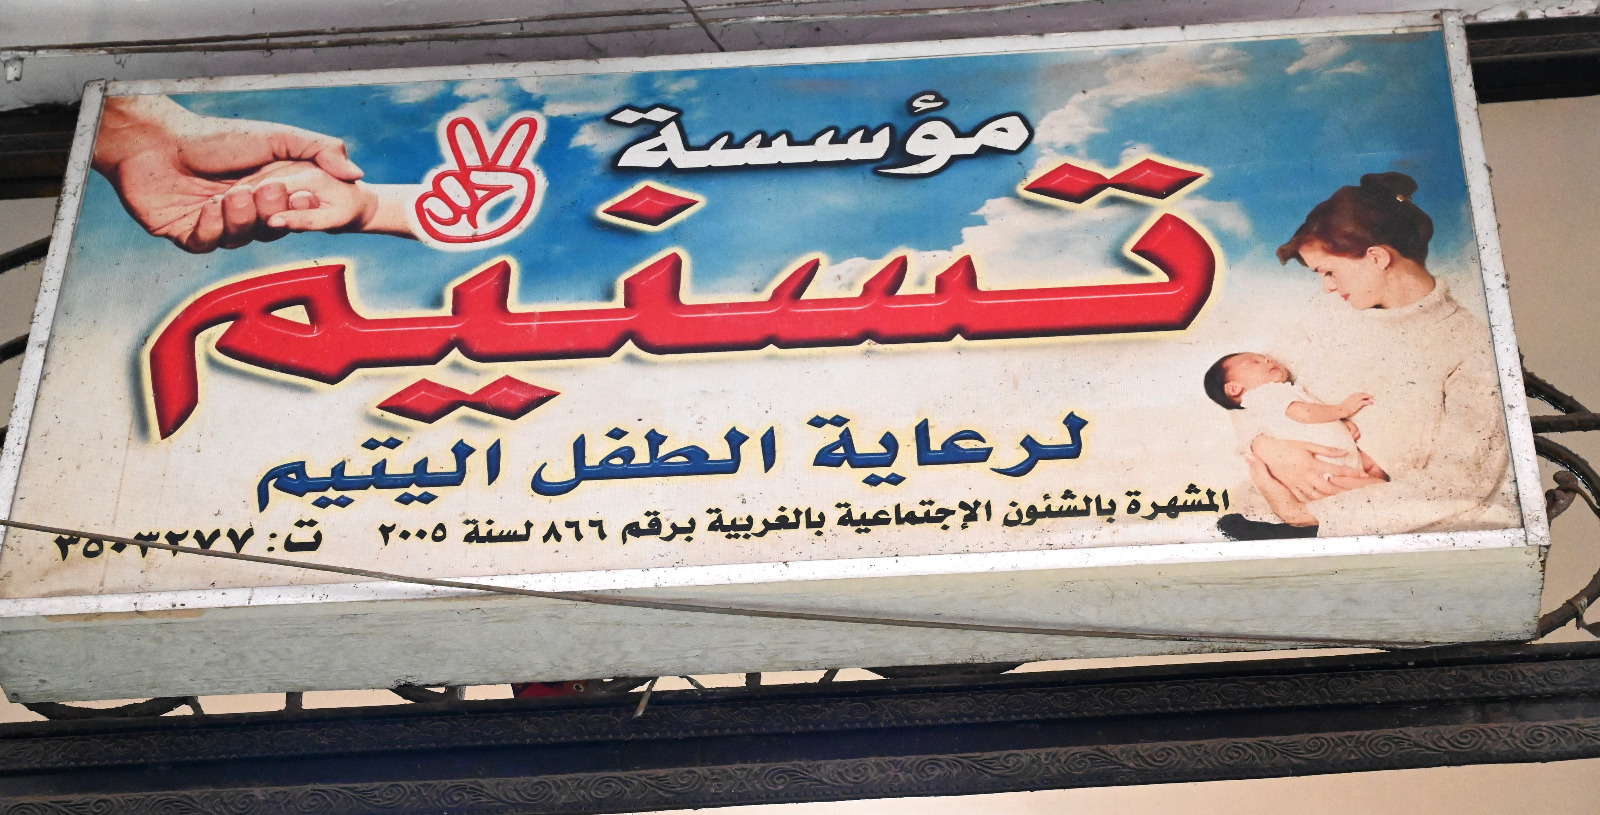 مؤسسة
تسنيم
لرعاية الطفل اليتيم
المشهرة بالشئون الإجتماعية بالغربية برقم ٨٦٦ لسنة ٢٠٠٥ ت: ٣٥٠٣٢٧٧